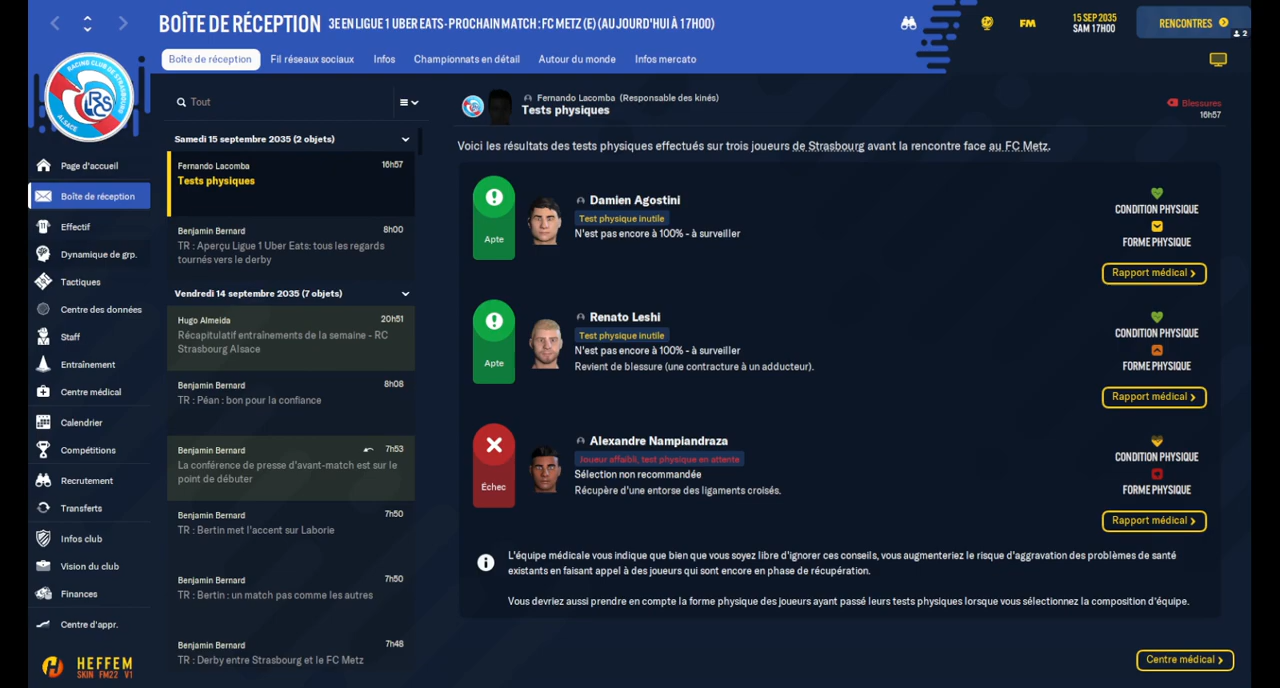 BOÎTE DE RÉCEPTION 3E EN LIGUE 1 UBER EATS - PROCHAIN MATCH : FC METZ (E) (AUJOURD'HUI À 17H00)
FM
15 SEP 2035
SAM 17H00
RENCONTRES
2
Boîte de réception
Fil réseaux sociaux
Infos
Championnats en détail
Autour du monde
Infos mercato
RACING CLUB DE STRASBOURG
RCS
ALSACE
Page d'accueil
Boîte de réception
Effectif
Dynamique de grp.
Tactiques
Centre des données
Staff
Entraînement
Centre médical
Calendrier
Compétitions
Recrutement
Transferts
Infos club
Vision du club
Finances
Centre d'appr.
HEFFEM
SKIN FM22 V1
Tout
Samedi 15 septembre 2035 (2 objets)
Fernando Lacomba 16h57
Tests physiques
Benjamin Bernard 8h00
TR : Aperçu Ligue 1 Uber Eats: tous les regards
tournés vers le derby
Vendredi 14 septembre 2035 (7 objets)
Hugo Almeida 20h51
Récapitulatif entraînements de la semaine - RC
Strasbourg Alsace
Benjamin Bernard 8h08
TR : Péan : bon pour la confiance
Benjamin Bernard 7h53
La conférence de presse d'avant-match est sur le
point de débuter
Benjamin Bernard 7h50
TR : Bertin met l'accent sur Laborie
Benjamin Bernard 7h50
TR : Bertin : un match pas comme les autres
Benjamin Bernard 7h48
TR : Derby entre Strasbourg et le FC Metz
Fernando Lacomba (Responsable des kinés)
Tests physiques
Blessures
16h57
Voici les résultats des tests physiques effectués sur trois joueurs de Strasbourg avant la rencontre face au FC Metz.
Apte
Damien Agostini
Test physique inutile
N'est pas encore à 100% - à surveiller
CONDITION PHYSIQUE
FORME PHYSIQUE
Rapport médical
Apte
Renato Leshi
Test physique inutile
N'est pas encore à 100% - à surveiller
Revient de blessure (une contracture à un adducteur).
CONDITION PHYSIQUE
FORME PHYSIQUE
Rapport médical
Échec
Alexandre Nampiandraza
Joueur affaibli, test physique en attente
Sélection non recommandée
Récupère d'une entorse des ligaments croisés.
CONDITION PHYSIQUE
FORME PHYSIQUE
Rapport médical
L'équipe médicale vous indique que bien que vous soyez libre d'ignorer ces conseils, vous augmenteriez le risque d'aggravation des problèmes de santé
existants en faisant appel à des joueurs qui sont encore en phase de récupération.
Vous devriez aussi prendre en compte la forme physique des joueurs ayant passé leurs tests physiques lorsque vous sélectionnez la composition d'équipe.
Centre médical